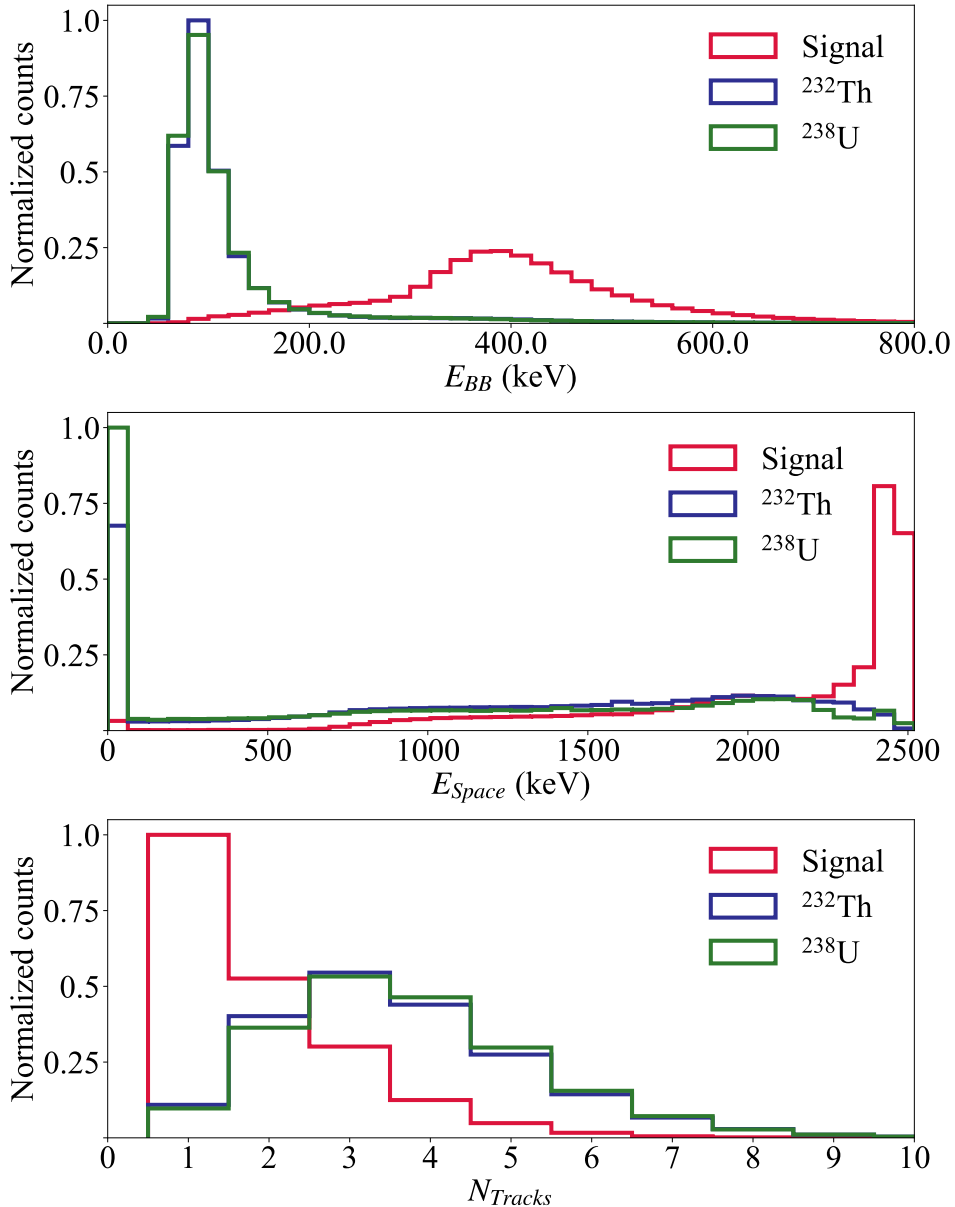 Normalized counts
1.0
0.75
0.5
0.25
Signal
²³²Th
²³⁸U
0.0 200.0 400.0 600.0 800.0
E_BB (keV)
Normalized counts
1.0
0.75
0.5
0.25
Signal
²³²Th
²³⁸U
0 500 1000 1500 2000 2500
E_Space (keV)
Normalized counts
1.0
0.75
0.5
0.25
Signal
²³²Th
²³⁸U
0 1 2 3 4 5 6 7 8 9 10
N_Tracks